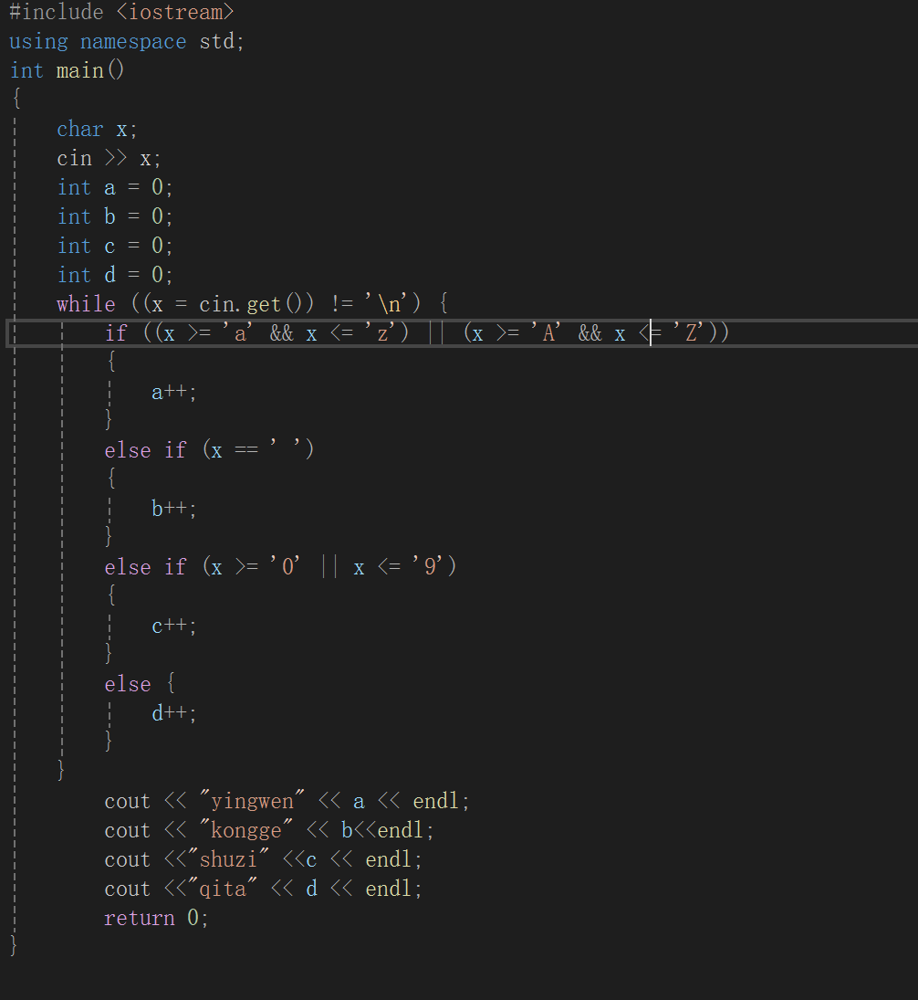 #include <iostream>
using namespace std;
int main()
{
char x;
cin >> x;
int a = 0;
int b = 0;
int c = 0;
int d = 0;
while ((x = cin.get()) != '\n') {
if ((x >= 'a' && x <= 'z') || (x >= 'A' && x <= 'Z'))
{
a++;
}
else if (x == ' ')
{
b++;
}
else if (x >= '0' || x <= '9')
{
c++;
}
else {
d++;
}
}
cout << "yingwen" << a << endl;
cout << "kongge" << b<<endl;
cout <<"shuzi" <<c << endl;
cout <<"qita" << d << endl;
return 0;
}